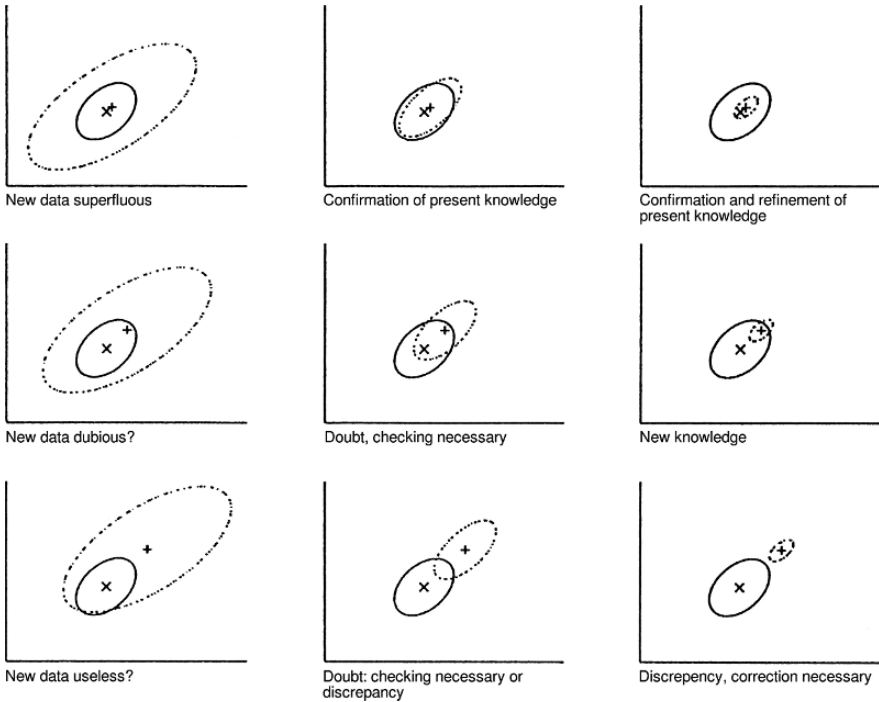 New data superfluous
Confirmation of present knowledge
Confirmation and refinement of
present knowledge
New data dubious?
Doubt, checking necessary
New knowledge
New data useless?
Doubt: checking necessary or
discrepancy
Discrepency, correction necessary